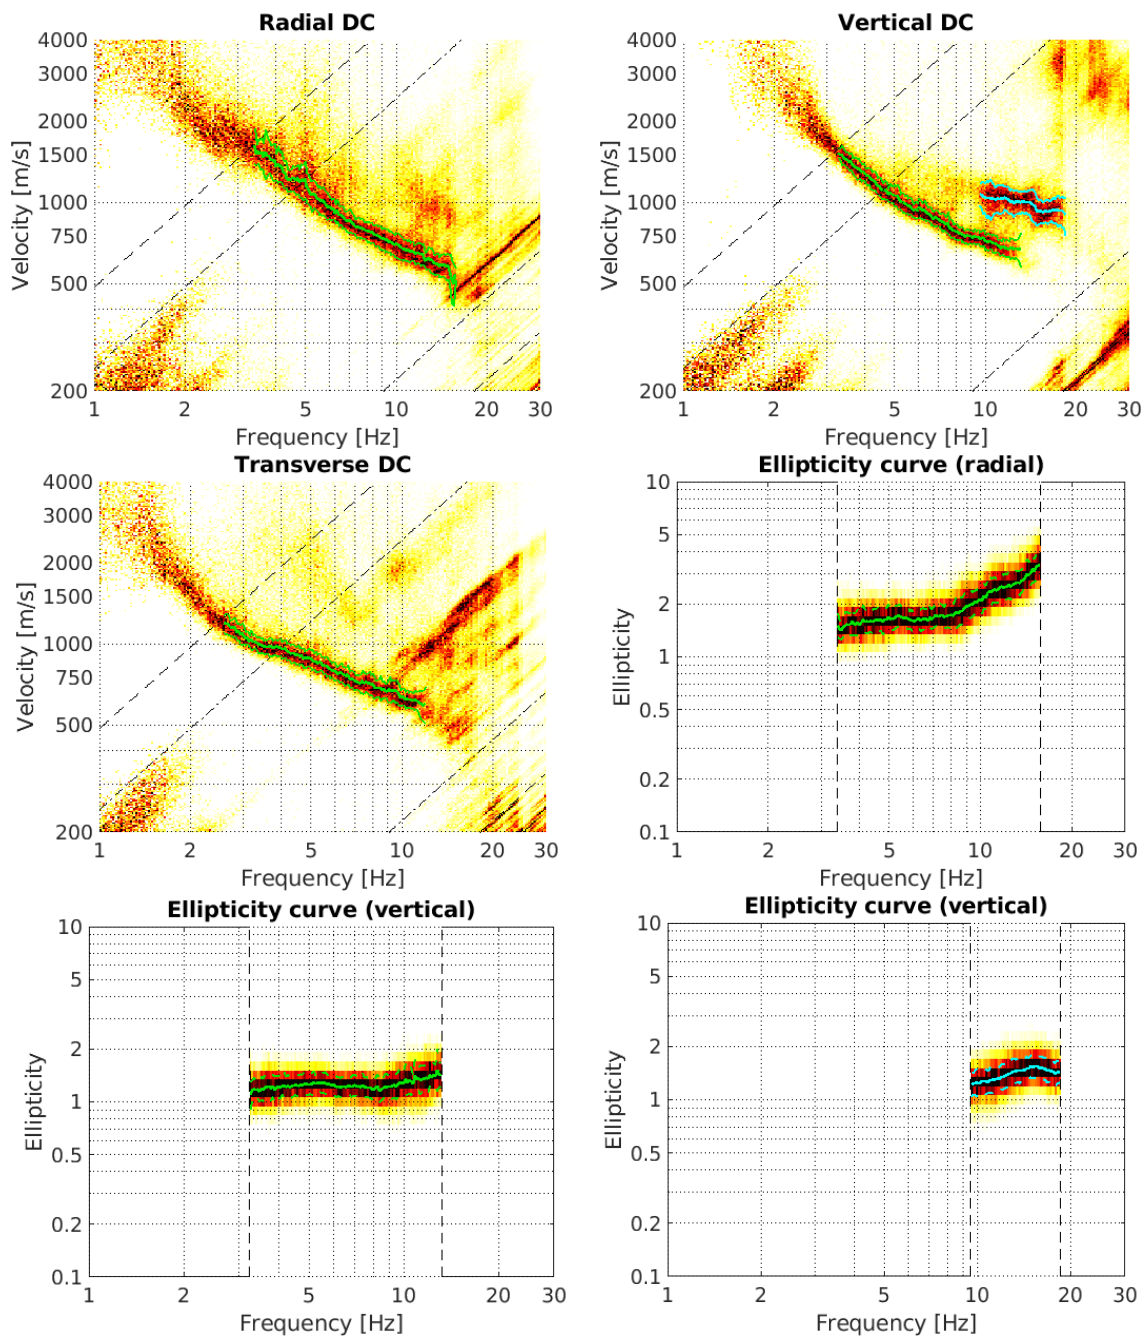 Radial DC
4000
3000
2000
1500
1000
750
500
200
Velocity [m/s]
1 2 5 10 20 30
Frequency [Hz]
Vertical DC
4000
3000
2000
1500
1000
750
500
200
Velocity [m/s]
1 2 5 10 20 30
Frequency [Hz]
Transverse DC
4000
3000
2000
1500
1000
750
500
200
Velocity [m/s]
1 2 5 10 20 30
Frequency [Hz]
Ellipticity curve (radial)
10
5
2
1
0.5
0.2
0.1
Ellipticity
1 2 5 10 20 30
Frequency [Hz]
Ellipticity curve (vertical)
10
5
2
1
0.5
0.2
0.1
Ellipticity
1 2 5 10 20 30
Frequency [Hz]
Ellipticity curve (vertical)
10
5
2
1
0.5
0.2
0.1
Ellipticity
1 2 5 10 20 30
Frequency [Hz]